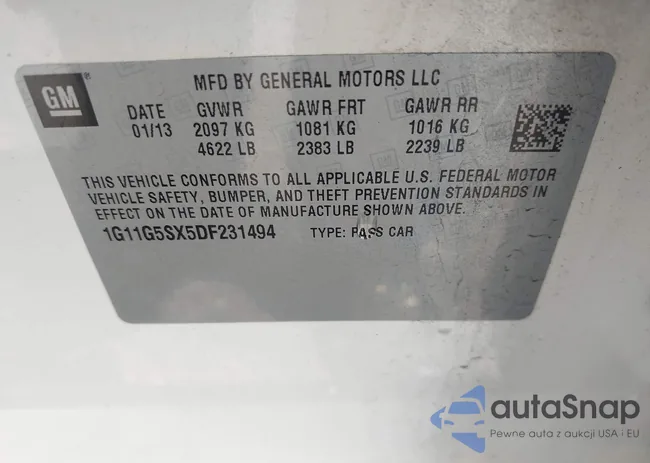 GM
MFD BY GENERAL MOTORS LLC
DATE GVWR GAWR FRT GAWR RR
01/13 2097 KG 1081 KG 1016 KG
4622 LB 2383 LB 2239 LB
THIS VEHICLE CONFORMS TO ALL APPLICABLE U.S. FEDERAL MOTOR
VEHICLE SAFETY, BUMPER, AND THEFT PREVENTION STANDARDS IN
EFFECT ON THE DATE OF MANUFACTURE SHOWN ABOVE.
1G11G5SX5DF231494 TYPE: PASS CAR
autaSnap
Pewne auta z aukcji USA i EU